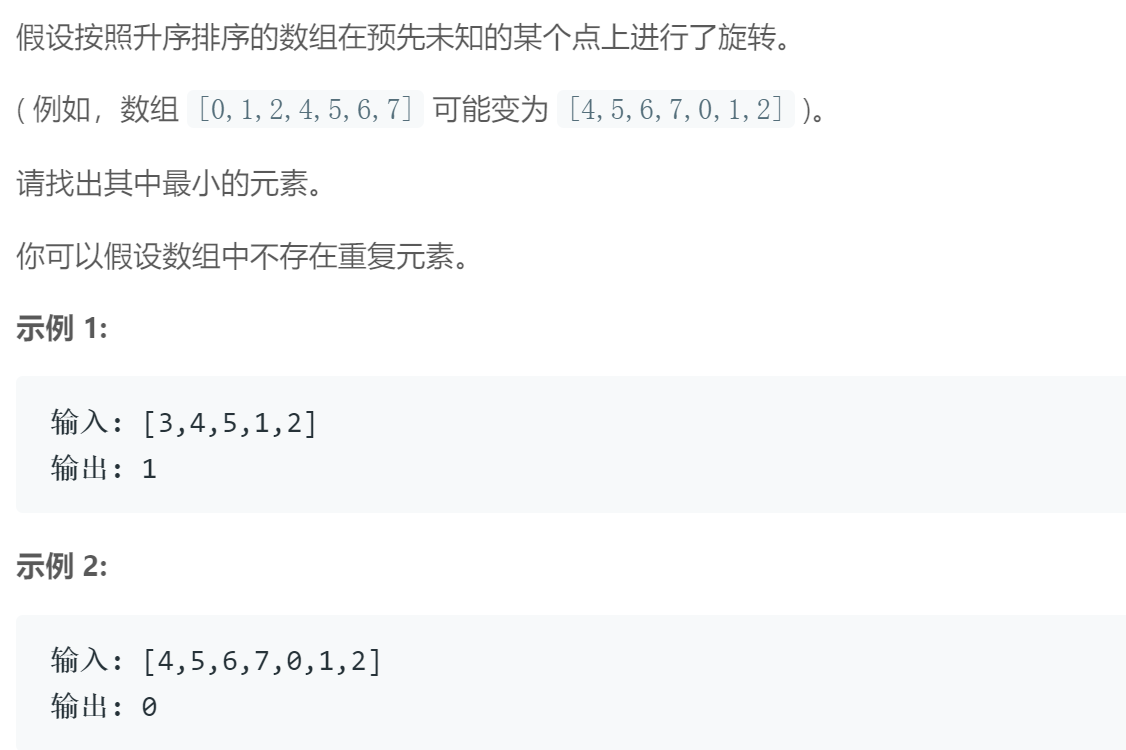 假设按照升序排序的数组在预先未知的某个点上进行了旋转。
( 例如，数组 [0,1,2,4,5,6,7] 可能变为 [4,5,6,7,0,1,2] )。
请找出其中最小的元素。
你可以假设数组中不存在重复元素。
示例 1:
输入: [3,4,5,1,2]
输出: 1
示例 2:
输入: [4,5,6,7,0,1,2]
输出: 0